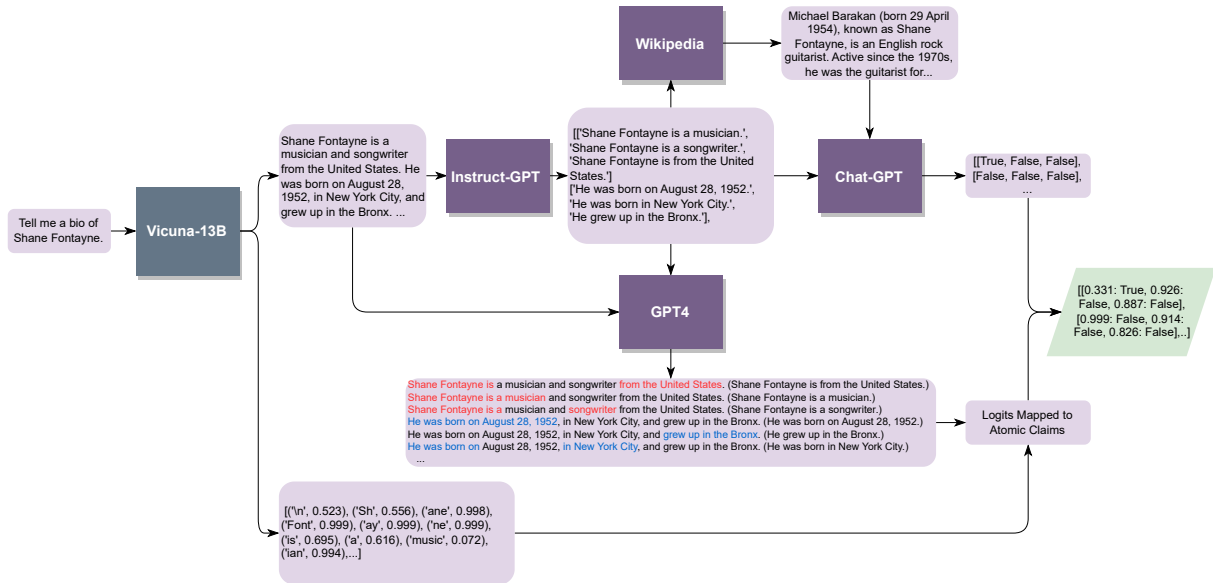 Tell me a bio of
Shane Fontayne.
Vicuna-13B
Shane Fontayne is a
musician and songwriter
from the United States. He
was born on August 28,
1952, in New York City, and
grew up in the Bronx. ...
Instruct-GPT
[['Shane Fontayne is a musician.',
'Shane Fontayne is a songwriter.',
'Shane Fontayne is from the United
States.']
['He was born on August 28, 1952.',
'He was born in New York City.',
'He grew up in the Bronx.'],
Wikipedia
Michael Barakan (born 29 April
1954), known as Shane
Fontayne, is an English rock
guitarist. Active since the 1970s,
he was the guitarist for...
Chat-GPT
[[True, False, False],
[False, False, False],
...
GPT4
Shane Fontayne is a musician and songwriter from the United States. (Shane Fontayne is from the United States.)
Shane Fontayne is a musician and songwriter from the United States. (Shane Fontayne is a musician.)
Shane Fontayne is a musician and songwriter from the United States. (Shane Fontayne is a songwriter.)
He was born on August 28, 1952, in New York City, and grew up in the Bronx. (He was born on August 28, 1952.)
He was born on August 28, 1952, in New York City, and grew up in the Bronx. (He grew up in the Bronx.)
He was born on August 28, 1952, in New York City, and grew up in the Bronx. (He was born in New York City.)
...
Logits Mapped to
Atomic Claims
[[0.331: True, 0.926:
False, 0.887: False],
[0.999: False, 0.914:
False, 0.826: False],..]
[('\n', 0.523), ('Sh', 0.556), ('ane', 0.998),
('Font', 0.999), ('ay', 0.999), ('ne', 0.999),
('is', 0.695), ('a', 0.616), ('music', 0.072),
('ian', 0.994),...]